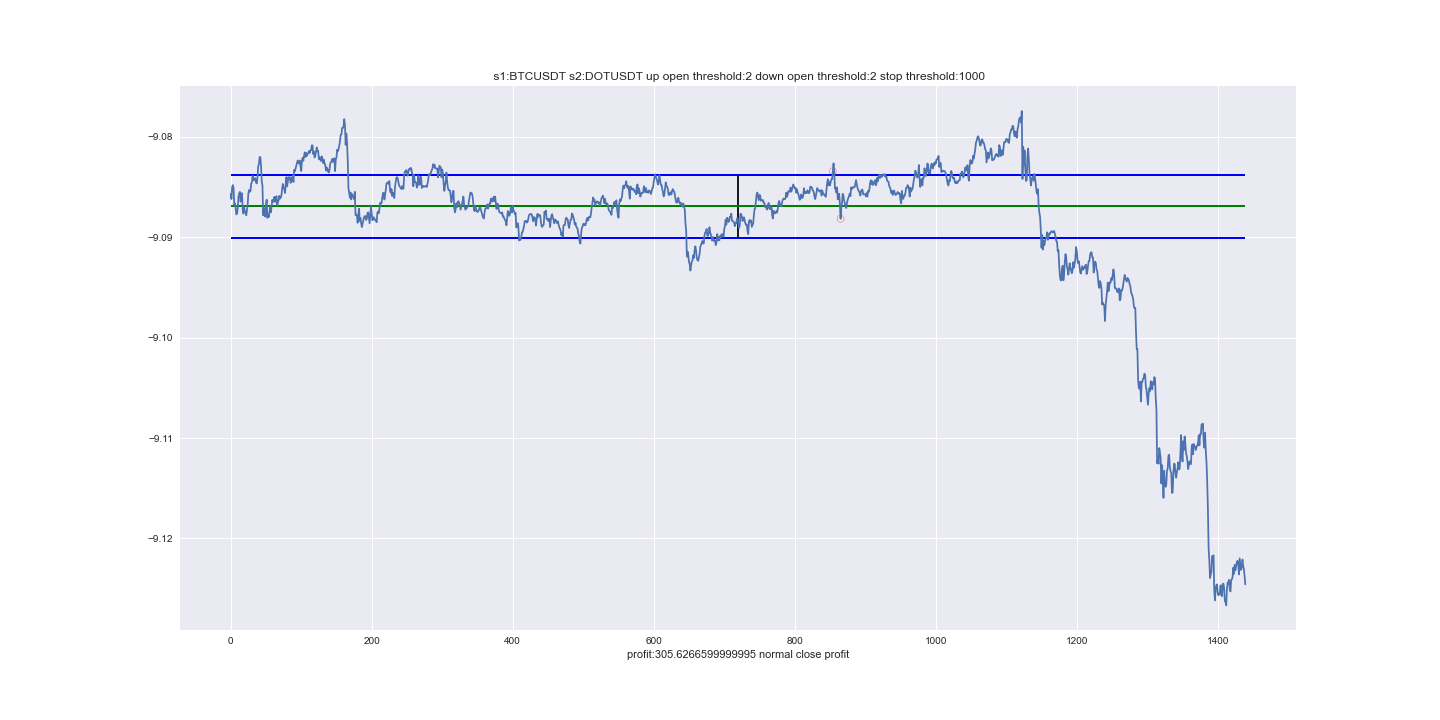 s1:BTCUSDT s2:DOTUSDT up open threshold:2 down open threshold:2 stop threshold:1000
−9.08
−9.09
−9.10
−9.11
−9.12
0 200 400 600 800 1000 1200 1400
profit:305.6266599999995 normal close profit